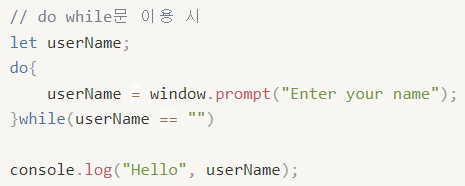 // do while문 이용 시
let userName;
do{
    userName = window.prompt("Enter your name");
}while(userName == "")
console.log("Hello", userName);